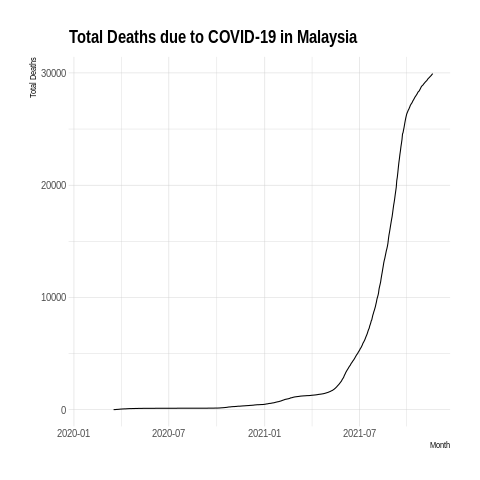 Total Deaths due to COVID-19 in Malaysia
Total Deaths
30000
20000
10000
0
2020-01 2020-07 2021-01 2021-07
Month